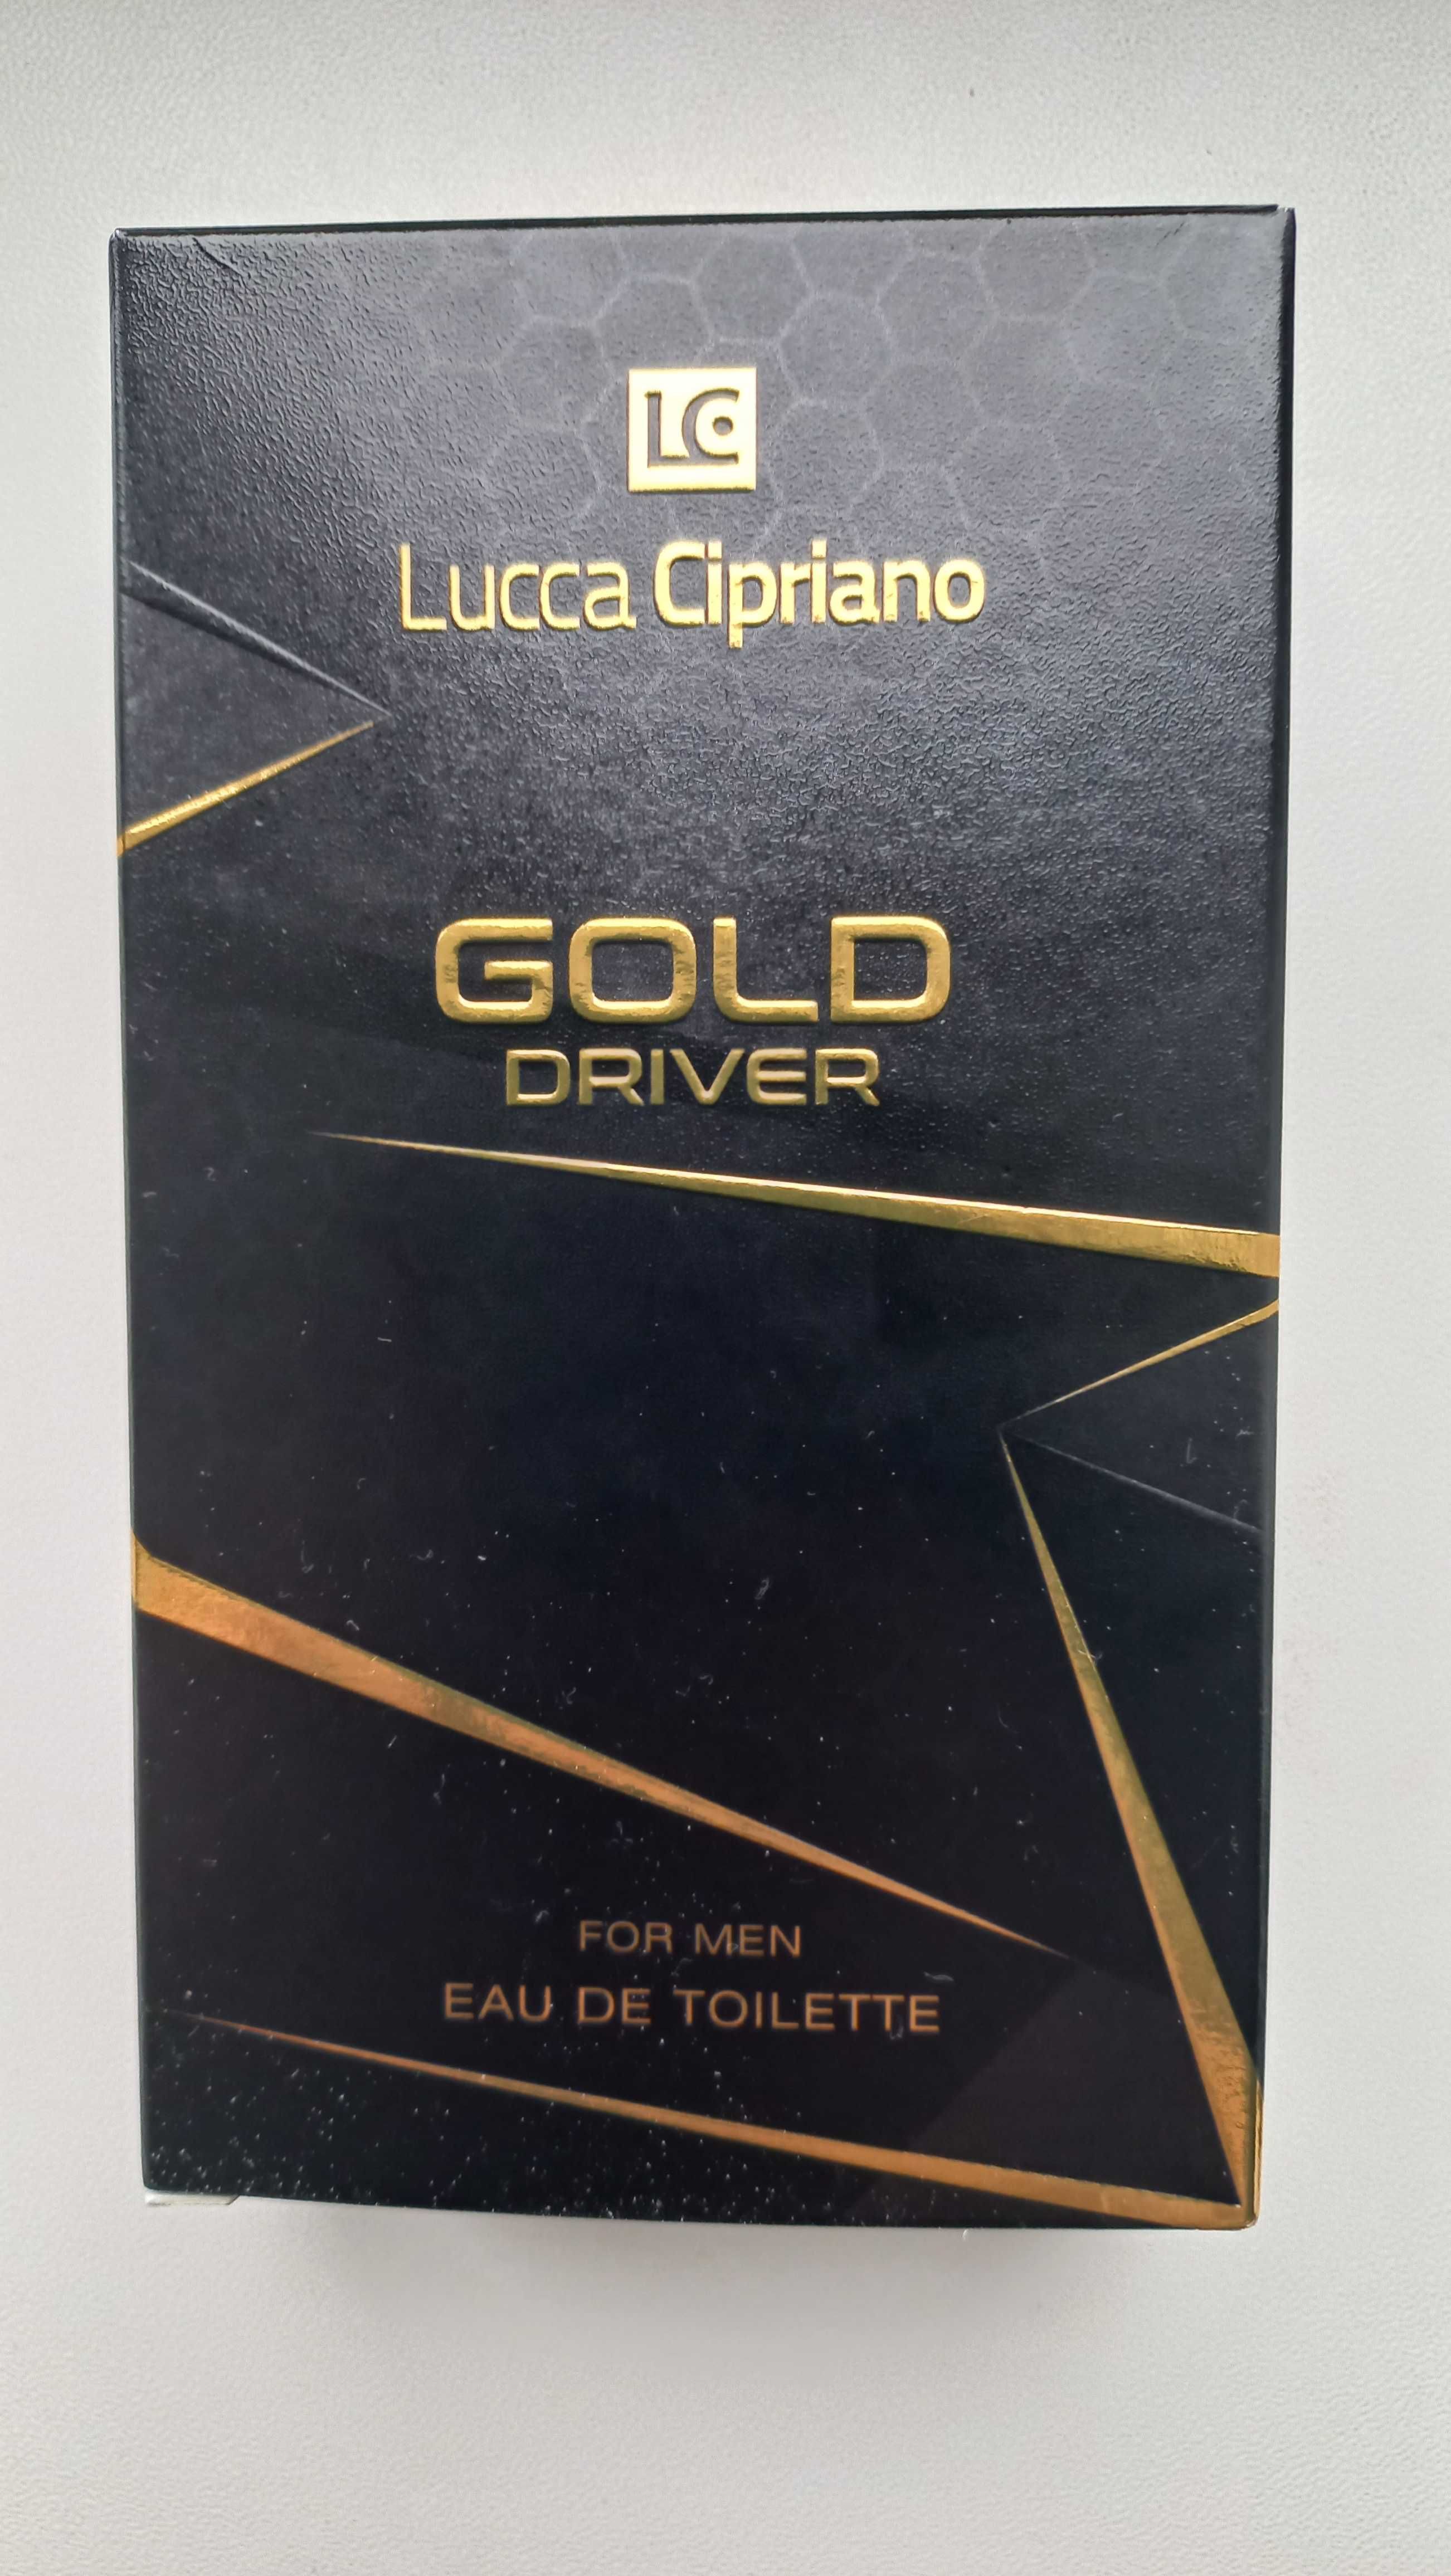 LC
Lucca Cipriano
GOLD
DRIVER
FOR MEN
EAU DE TOILETTE